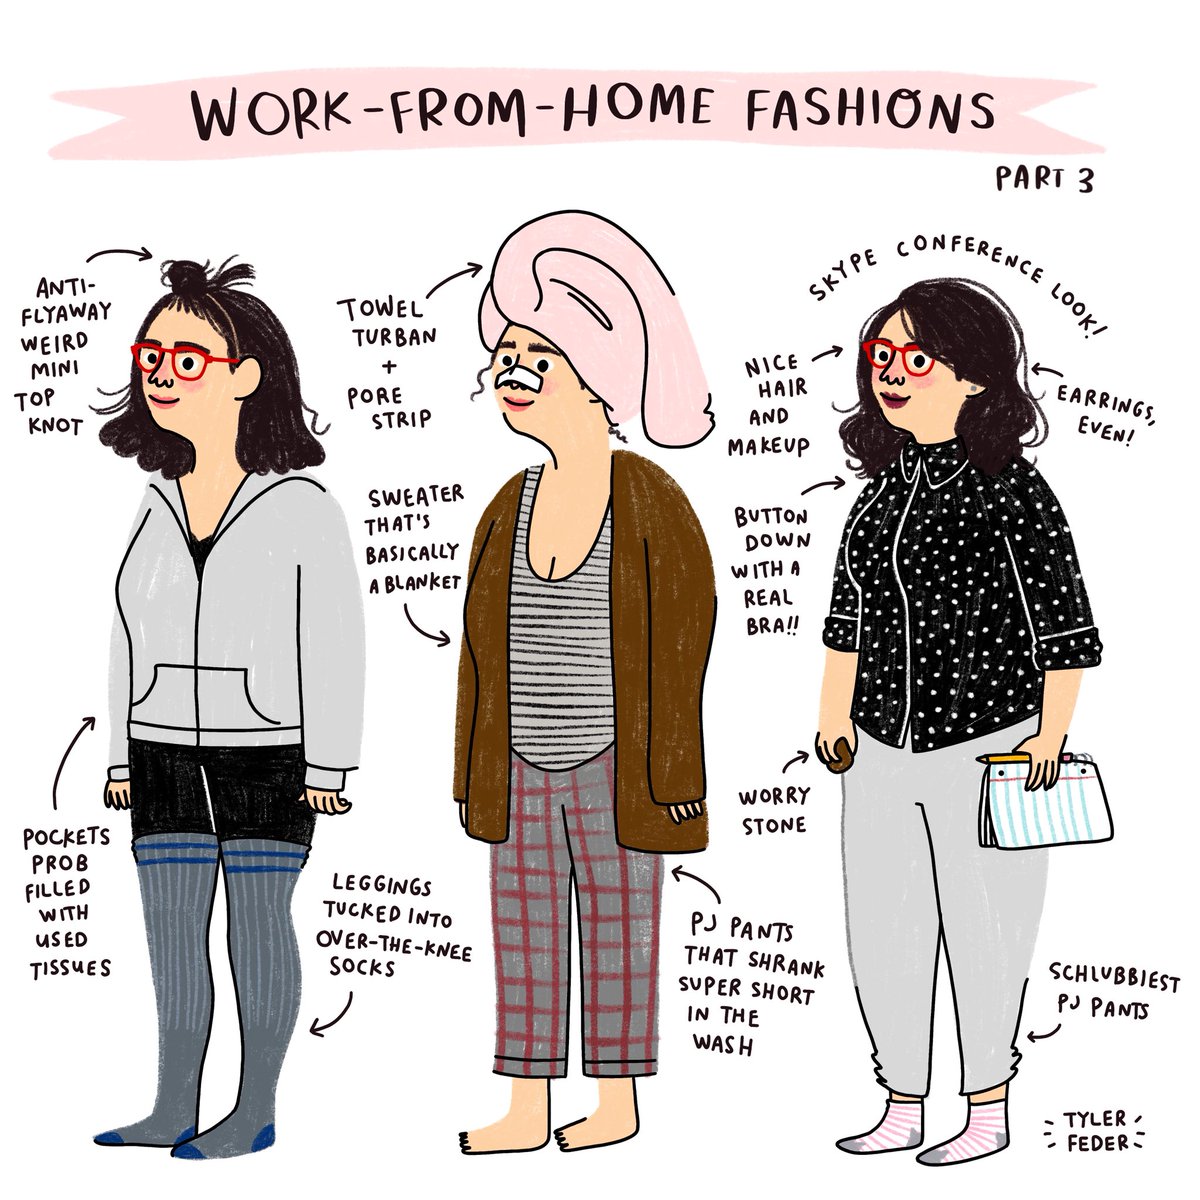 WORK-FROM-HOME FASHIONS
PART 3
ANTI-
FLYAWAY
WEIRD
MINI
TOP
KNOT
POCKETS
PROB
FILLED
WITH
USED
TISSUES
LEGGINGS
TUCKED INTO
OVER-THE-KNEE
SOCKS
TOWEL
TURBAN
+
PORE
STRIP
SWEATER
THAT'S
BASICALLY
A BLANKET
PJ PANTS
THAT SHRANK
SUPER SHORT
IN THE
WASH
SKYPE CONFERENCE LOOK!
NICE
HAIR
AND
MAKEUP
EARRINGS,
EVEN!
BUTTON
DOWN
WITH A
REAL
BRA!!
WORRY
STONE
SCHLUBBIEST
PJ PANTS
TYLER
FEDER